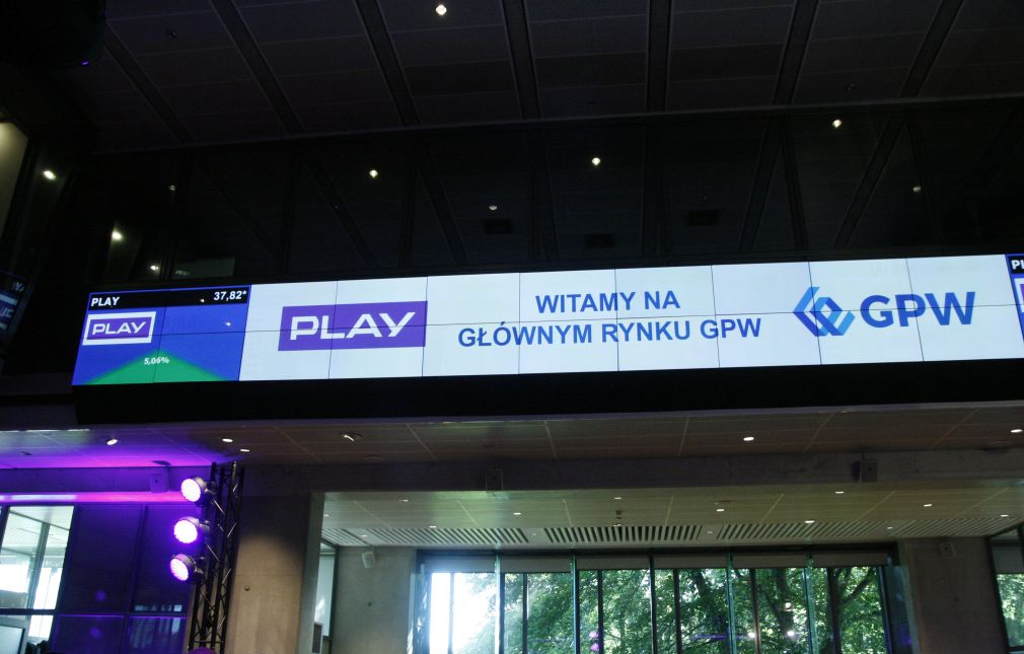 PLAY 37,82*
PLAY
5,06%
PLAY
WITAMY NA
GŁÓWNYM RYNKU GPW
GPW